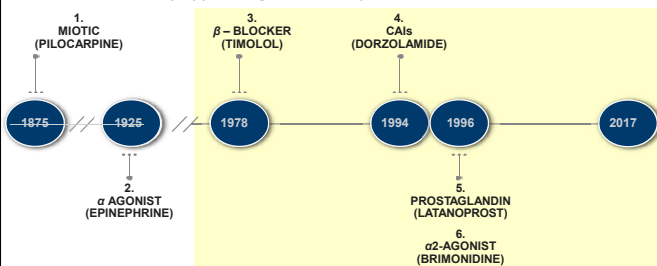 1.
MIOTIC
(PILOCARPINE)
3.
β – BLOCKER
(TIMOLOL)
4.
CAIs
(DORZOLAMIDE)
1875
1925
1978
1994
1996
2017
2.
α AGONIST
(EPINEPHRINE)
5.
PROSTAGLANDIN
(LATANOPROST)
6.
α2-AGONIST
(BRIMONIDINE)